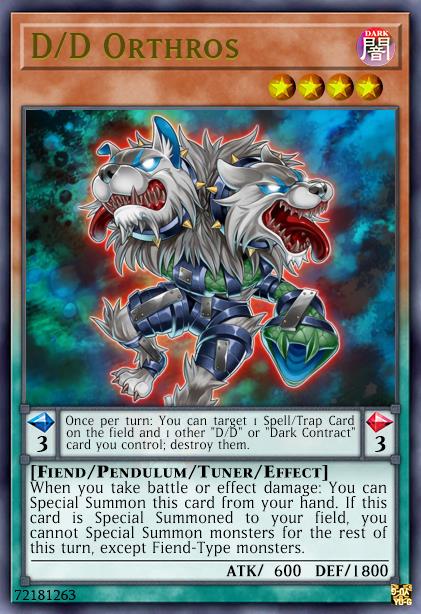 D/D Orthros
DARK
闇
Once per turn: You can target 1 Spell/Trap Card
on the field and 1 other "D/D" or "Dark Contract"
card you control; destroy them.
3
3
[Fiend/Pendulum/Tuner/Effect]
When you take battle or effect damage: You can
Special Summon this card from your hand. If this
card is Special Summoned to your field, you
cannot Special Summon monsters for the rest of
this turn, except Fiend-Type monsters.
ATK/ 600 DEF/1800
72181263